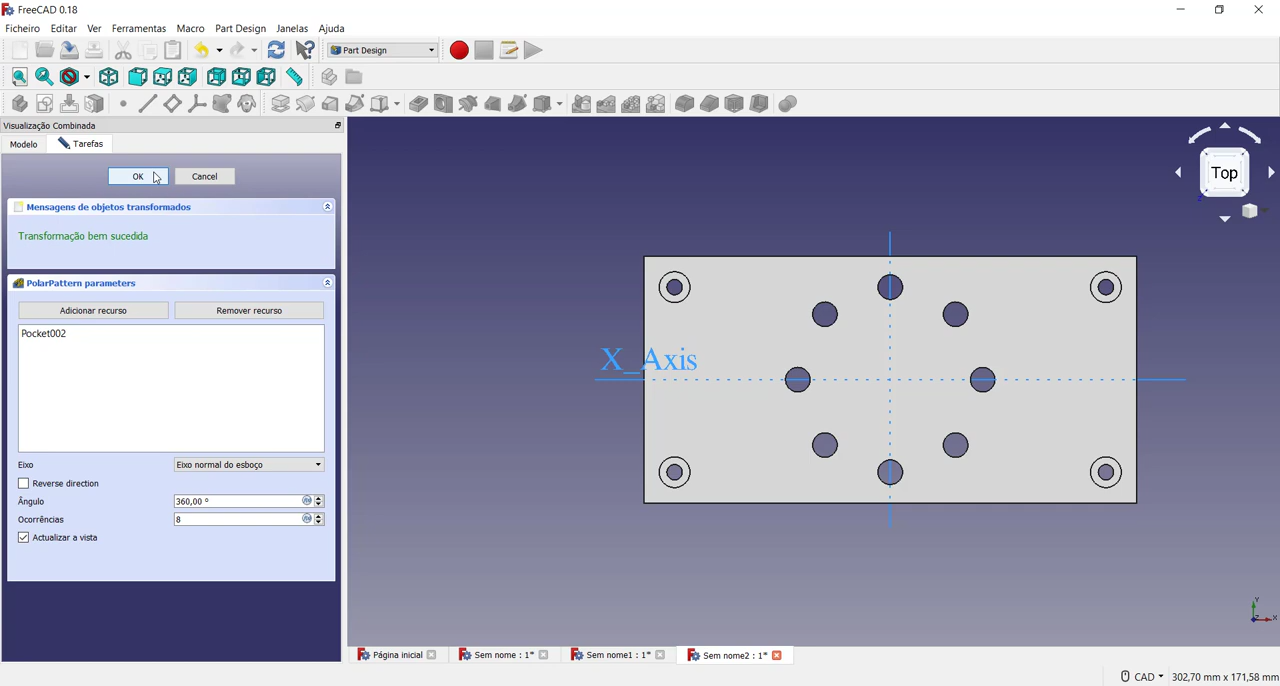 FreeCAD 0.18
Ficheiro Editar Ver Ferramentas Macro Part Design Janelas Ajuda
Part Design
Visualização Combinada
Modelo Tarefas
OK Cancel
Mensagens de objetos transformados
Transformação bem sucedida
PolarPattern parameters
Adicionar recurso Remover recurso
Pocket002
Eixo Eixo normal do esboço
Reverse direction
Ângulo 360,00 °
Ocorrências 8
Actualizar a vista
Top
Z
X_Axis
Y
Z X
Página inicial Sem nome : 1* Sem nome1 : 1* Sem nome2 : 1*
CAD 302,70 mm x 171,58 mm